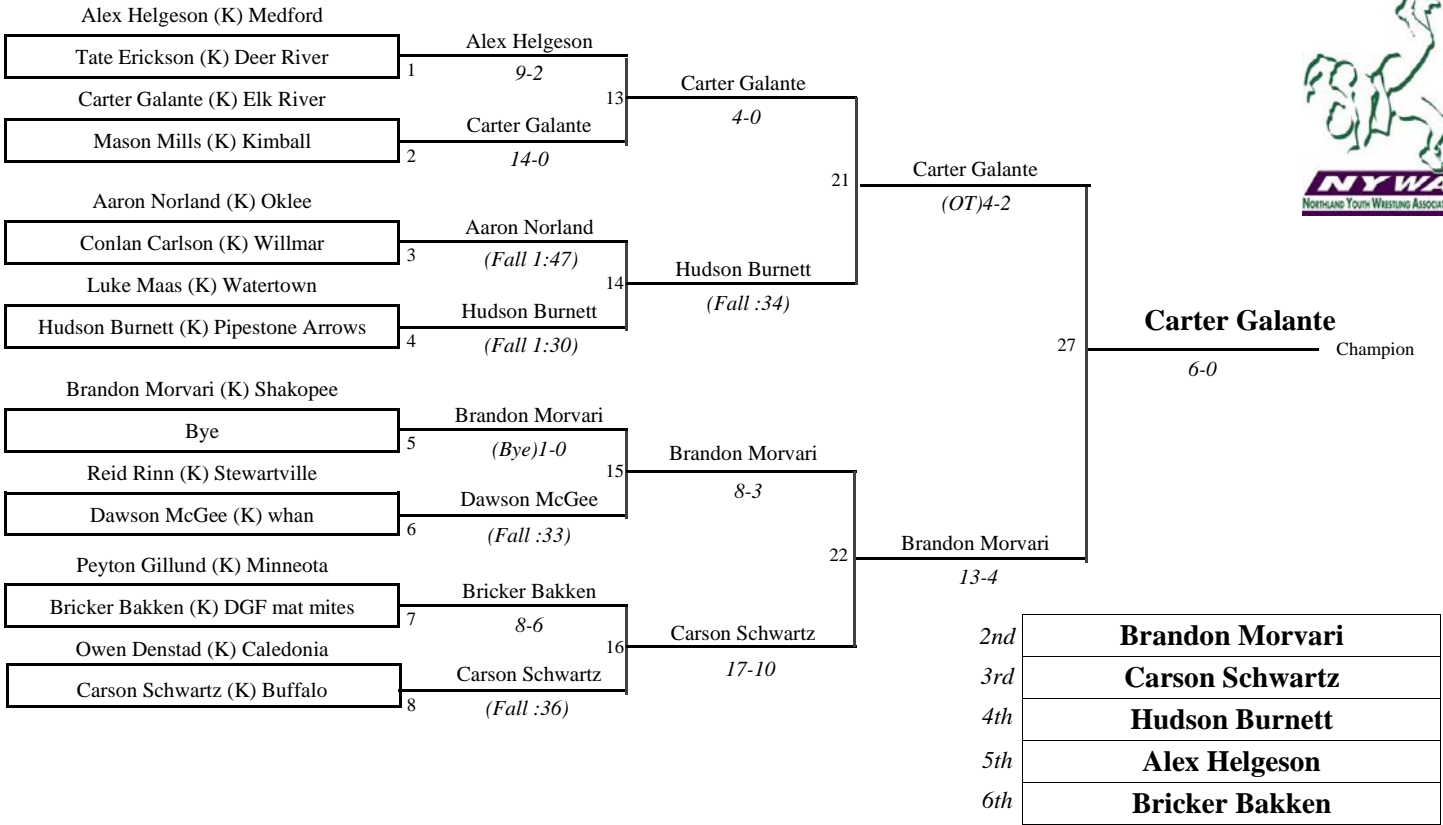 Alex Helgeson (K) Medford
Tate Erickson (K) Deer River
1
Alex Helgeson
9-2
Carter Galante (K) Elk River
Mason Mills (K) Kimball
2
Carter Galante
14-0
13
Carter Galante
4-0
Aaron Norland (K) Oklee
Conlan Carlson (K) Willmar
3
Aaron Norland
(Fall 1:47)
Luke Maas (K) Watertown
Hudson Burnett (K) Pipestone Arrows
4
Hudson Burnett
(Fall 1:30)
14
Hudson Burnett
(Fall :34)
21
Carter Galante
(OT)4-2
Brandon Morvari (K) Shakopee
Bye
5
Brandon Morvari
(Bye)1-0
Reid Rinn (K) Stewartville
Dawson McGee (K) whan
6
Dawson McGee
(Fall :33)
15
Brandon Morvari
8-3
Peyton Gillund (K) Minneota
Bricker Bakken (K) DGF mat mites
7
Bricker Bakken
8-6
Owen Denstad (K) Caledonia
Carson Schwartz (K) Buffalo
8
Carson Schwartz
(Fall :36)
16
Carson Schwartz
17-10
22
Brandon Morvari
13-4
27
Carter Galante
Champion
6-0
NYWA
NORTHLAND YOUTH WRESTLING
2nd Brandon Morvari
3rd Carson Schwartz
4th Hudson Burnett
5th Alex Helgeson
6th Bricker Bakken